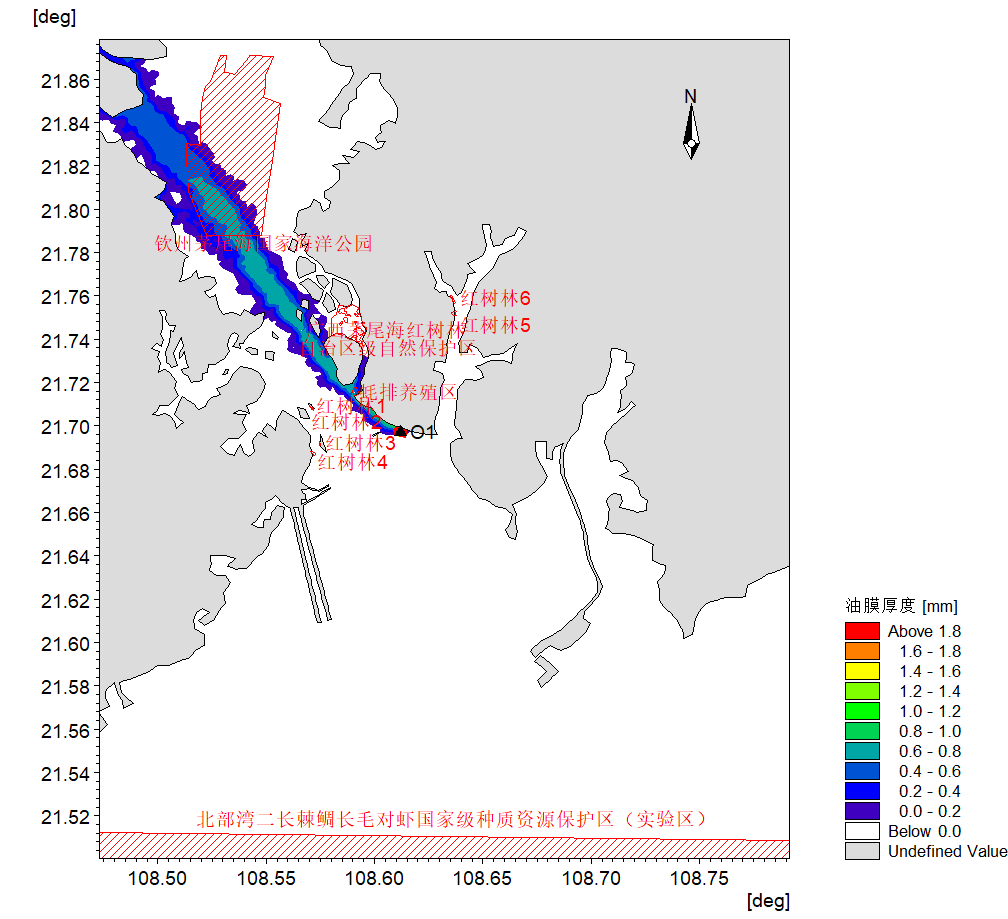 [deg]
N
21.86
21.84
21.82
21.80
21.78
21.76
21.74
21.72
21.70
21.68
21.66
21.64
21.62
21.60
21.58
21.56
21.54
21.52
钦州茅尾海国家海洋公园
红树林6
红树林5
茅尾海红树林
自治区级自然保护区
蚝排养殖区
红树林1
红树林2
O1
红树林3
红树林4
北部湾二长棘鲷长毛对虾国家级种质资源保护区（实验区）
108.50
108.55
108.60
108.65
108.70
108.75
[deg]
油膜厚度 [mm]
Above 1.8
1.6 - 1.8
1.4 - 1.6
1.2 - 1.4
1.0 - 1.2
0.8 - 1.0
0.6 - 0.8
0.4 - 0.6
0.2 - 0.4
0.0 - 0.2
Below 0.0
Undefined Value